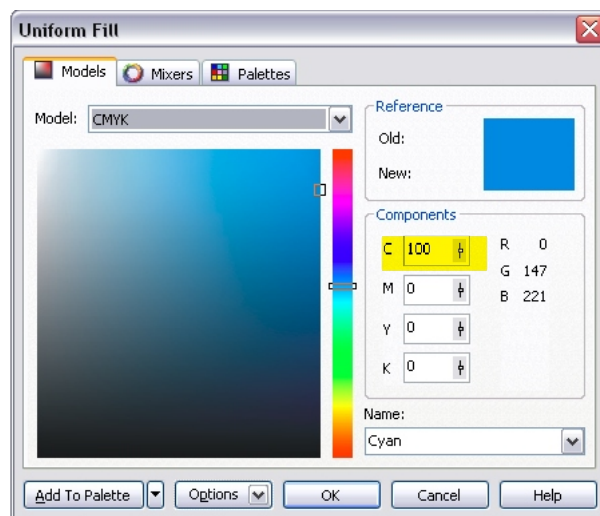 Uniform Fill
Models Mixers Palettes
Model: CMYK
Reference
Old:
New:
Components
C 100 R 0
M 0 G 147
Y 0 B 221
K 0
Name:
Cyan
Add To Palette Options OK Cancel Help